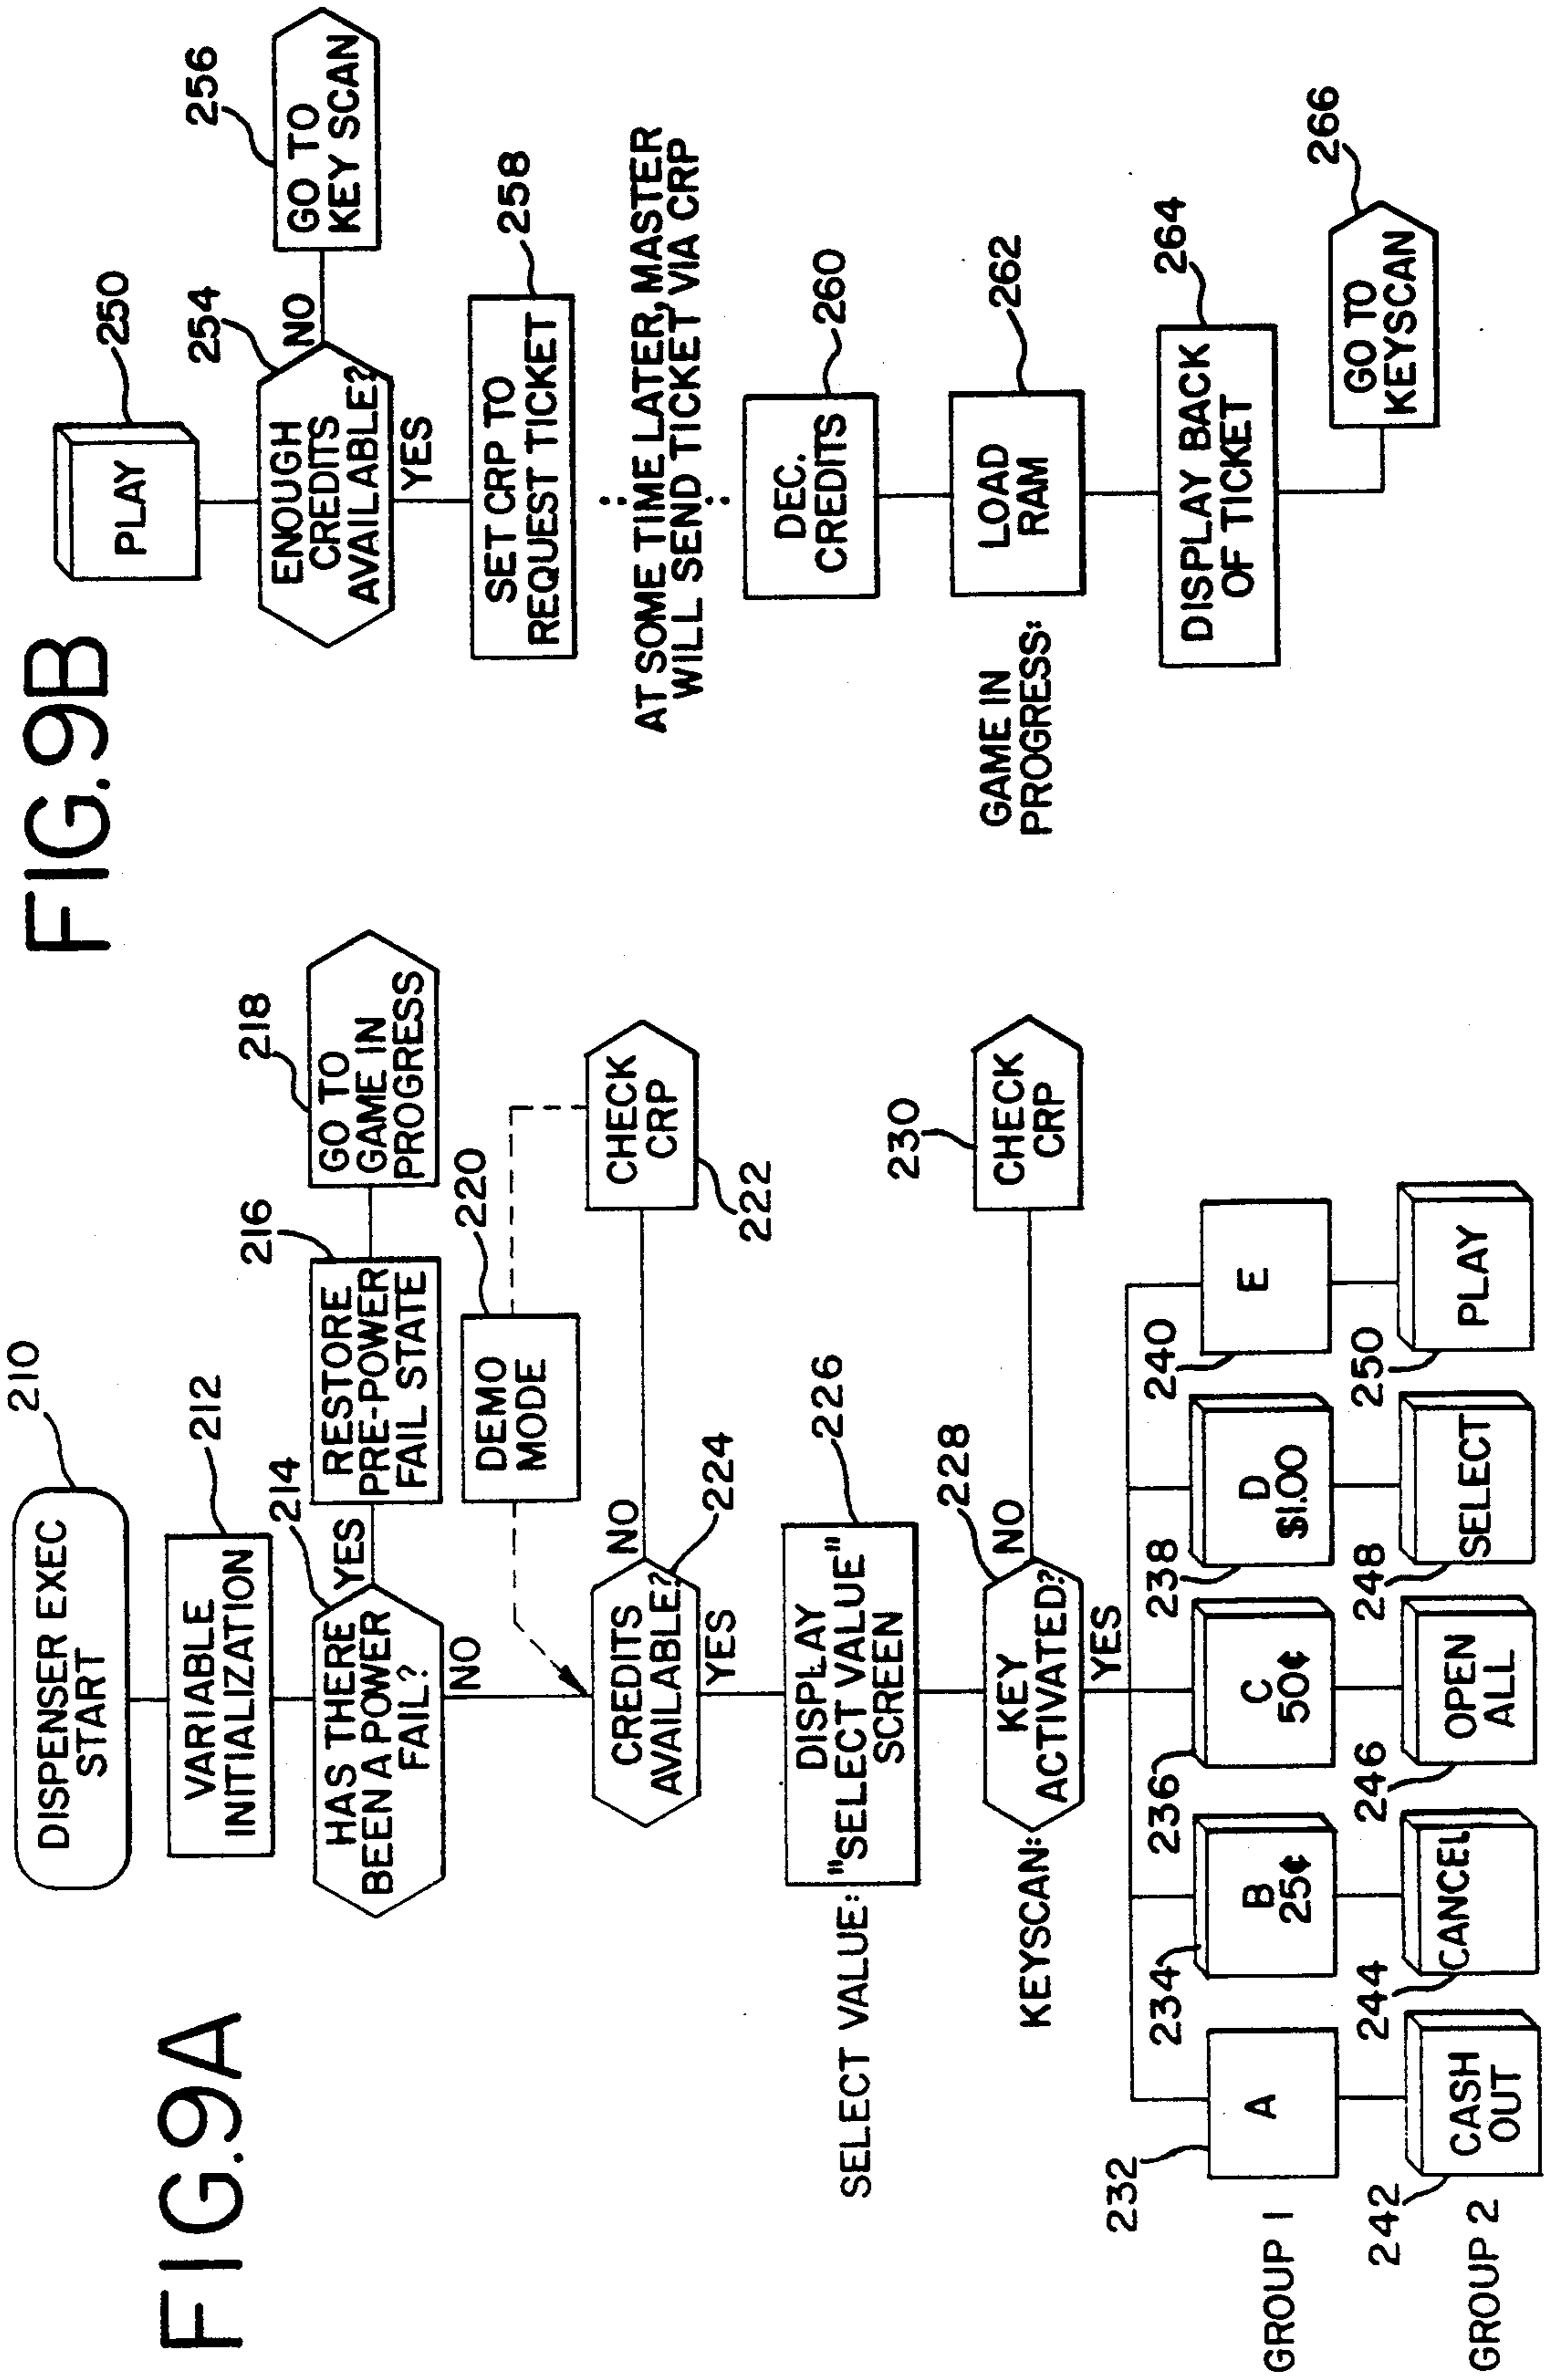 FIG.9A
210
DISPENSER EXEC
START
212
VARIABLE
INITIALIZATION
214
HAS THERE
BEEN A POWER
FAIL?
YES
NO
216
RESTORE
PRE-POWER
FAIL STATE
218
GO TO
GAME IN
PROGRESS
220
DEMO
MODE
CHECK
CRP
222
CREDITS
AVAILABLE?
NO
224
YES
SELECT VALUE:
DISPLAY
"SELECT VALUE"
SCREEN
226
KEYSCAN:
KEY
ACTIVATED?
228
NO
YES
230
CHECK
CRP
GROUP 1
232
A
234
B
25¢
236
C
50¢
238
D
$1.00
240
E
GROUP 2
242
CASH
OUT
244
CANCEL
246
OPEN
ALL
248
SELECT
250
PLAY
FIG.9B
PLAY
250
ENOUGH
CREDITS
AVAILABLE?
254
NO
YES
256
GO TO
KEY SCAN
SET CRP TO
REQUEST TICKET
258
AT SOME TIME LATER, MASTER
WILL SEND TICKET VIA CRP
DEC.
CREDITS
260
GAME IN
PROGRESS:
LOAD
RAM
262
DISPLAY BACK
OF TICKET
264
GO TO
KEYSCAN
266